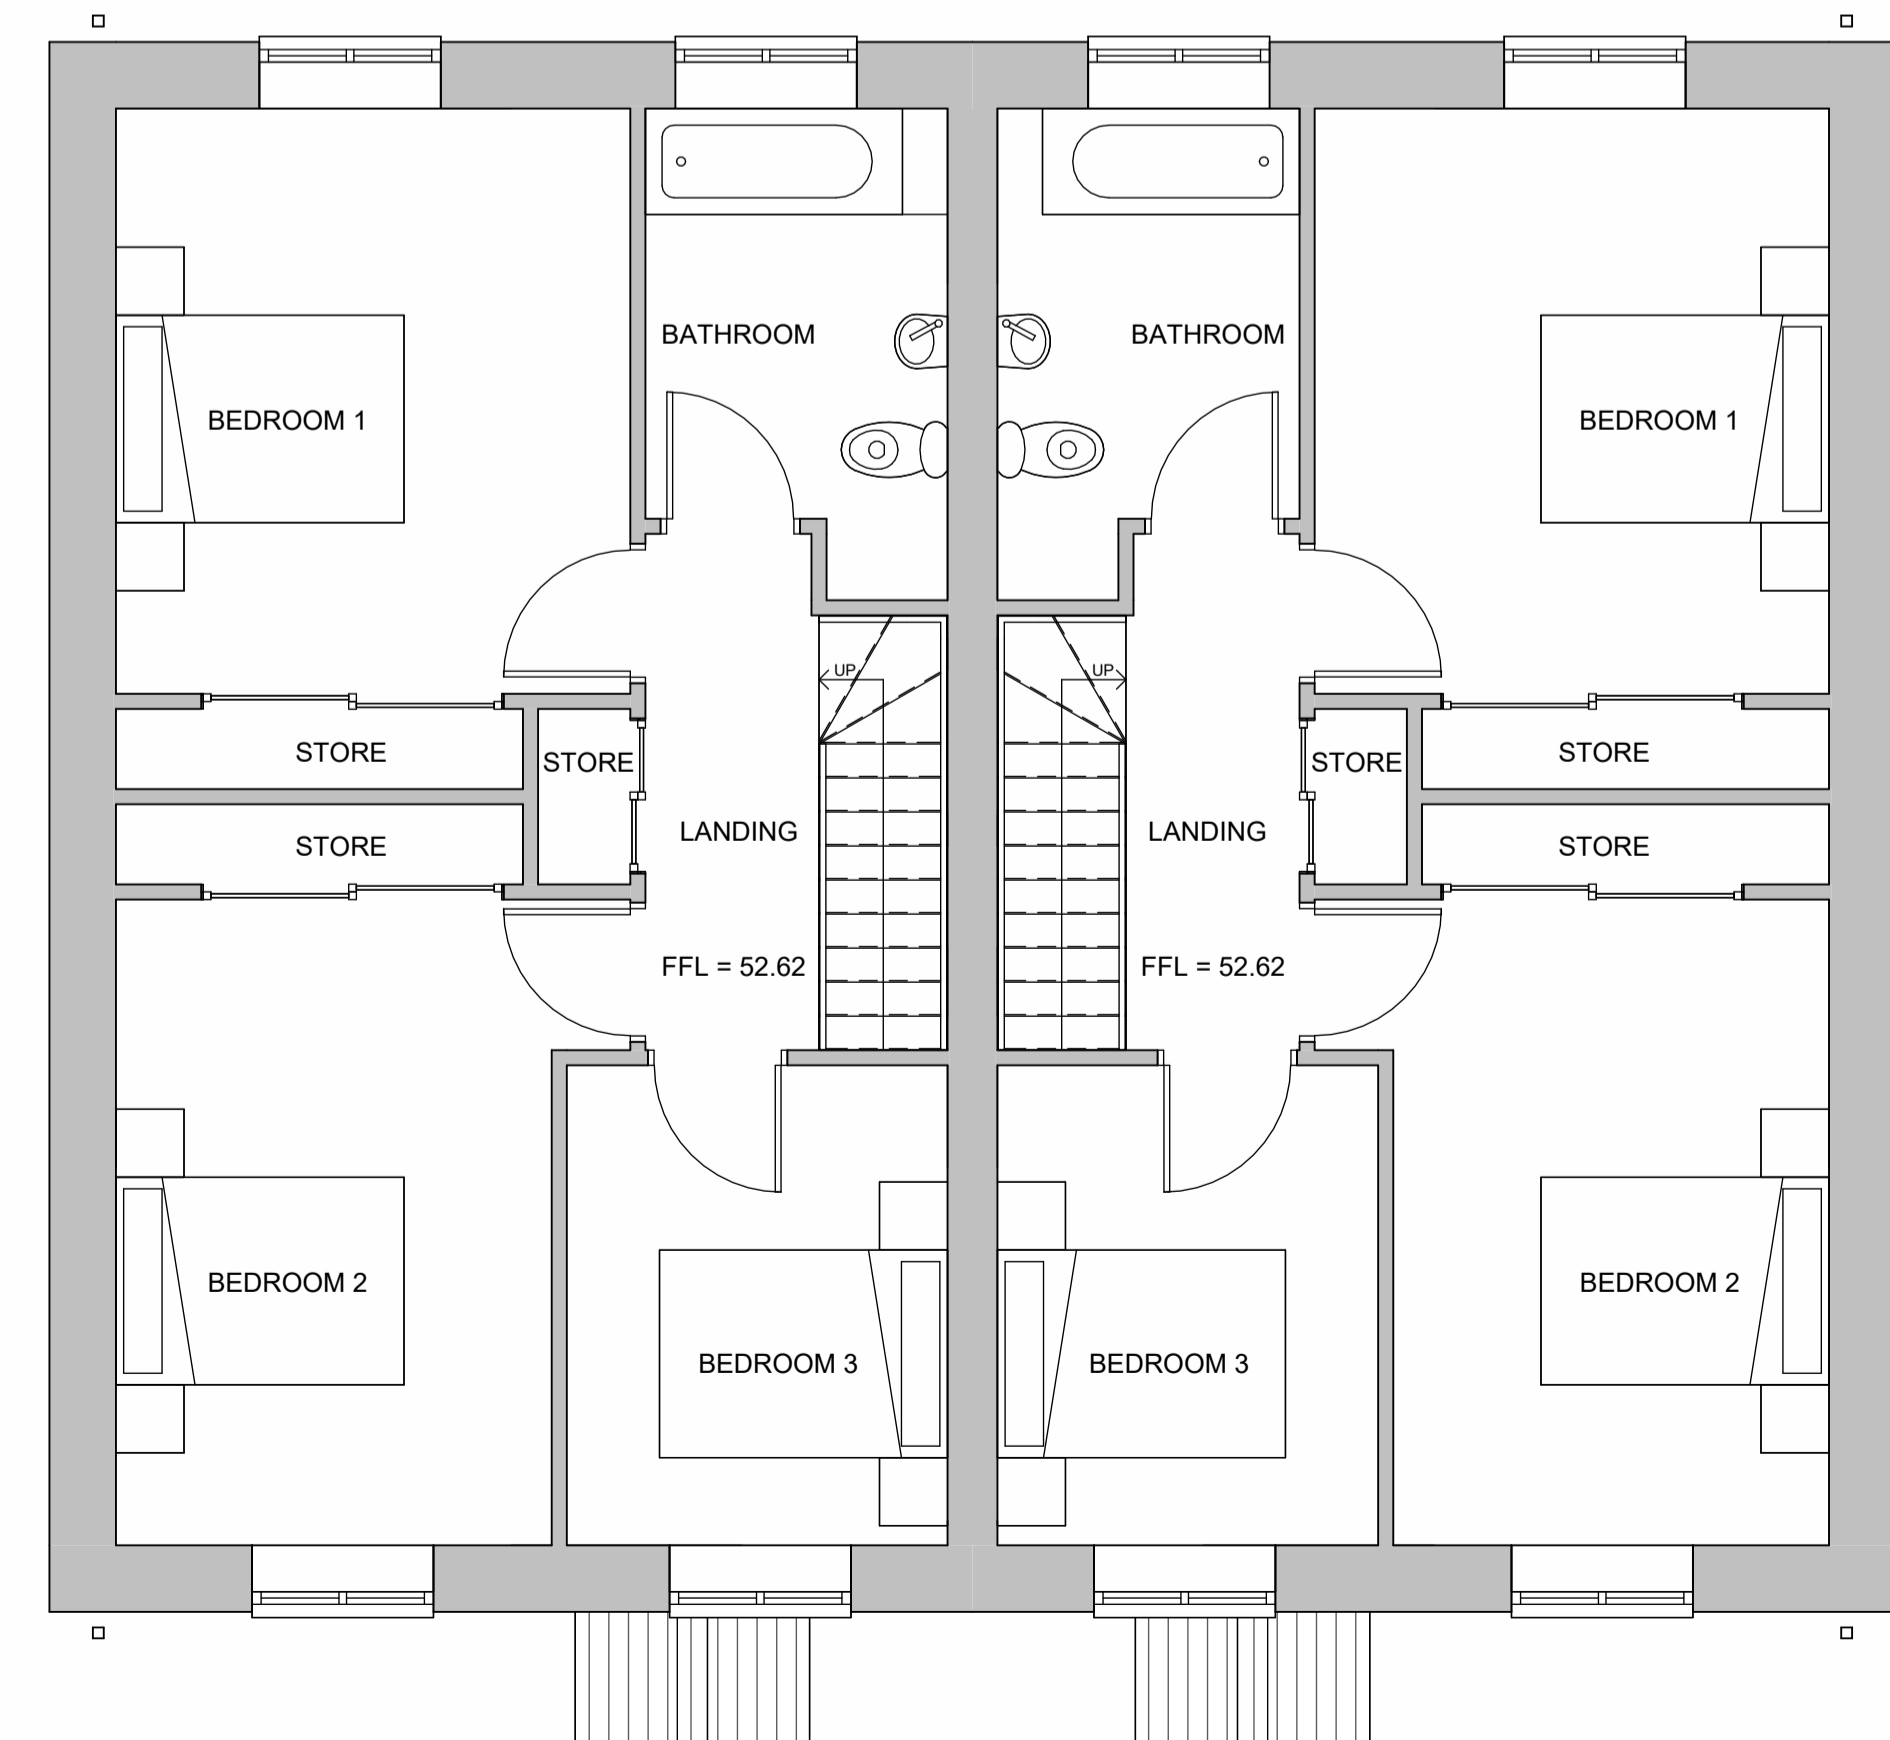 BATHROOM
BATHROOM
BEDROOM 1
BEDROOM 1
UP
UP
STORE
STORE
STORE
STORE
LANDING
LANDING
STORE
STORE
FFL = 52.62
FFL = 52.62
BEDROOM 2
BEDROOM 2
BEDROOM 3
BEDROOM 3